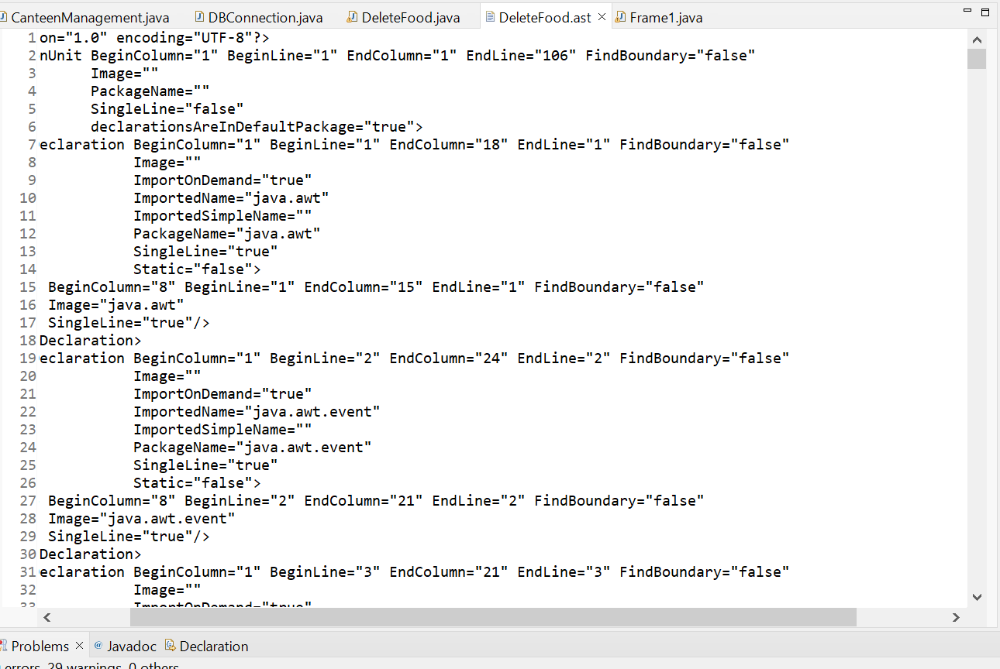 CanteenManagement.java DBConnection.java DeleteFood.java DeleteFood.ast Frame1.java
1 on="1.0" encoding="UTF-8"?>
2 nUnit BeginColumn="1" BeginLine="1" EndColumn="1" EndLine="106" FindBoundary="false"
3 Image=""
4 PackageName=""
5 SingleLine="false"
6 declarationsAreInDefaultPackage="true">
7 eclaration BeginColumn="1" BeginLine="1" EndColumn="18" EndLine="1" FindBoundary="false"
8 Image=""
9 ImportOnDemand="true"
10 ImportedName="java.awt"
11 ImportedSimpleName=""
12 PackageName="java.awt"
13 SingleLine="true"
14 Static="false">
15 BeginColumn="8" BeginLine="1" EndColumn="15" EndLine="1" FindBoundary="false"
16 Image="java.awt"
17 SingleLine="true"/>
18 Declaration>
19 eclaration BeginColumn="1" BeginLine="2" EndColumn="24" EndLine="2" FindBoundary="false"
20 Image=""
21 ImportOnDemand="true"
22 ImportedName="java.awt.event"
23 ImportedSimpleName=""
24 PackageName="java.awt.event"
25 SingleLine="true"
26 Static="false">
27 BeginColumn="8" BeginLine="2" EndColumn="21" EndLine="2" FindBoundary="false"
28 Image="java.awt.event"
29 SingleLine="true"/>
30 Declaration>
31 eclaration BeginColumn="1" BeginLine="3" EndColumn="21" EndLine="3" FindBoundary="false"
32 Image=""
33 ImportOnDemand="true"
Problems @ Javadoc Declaration
errors, 29 warnings, 0 others